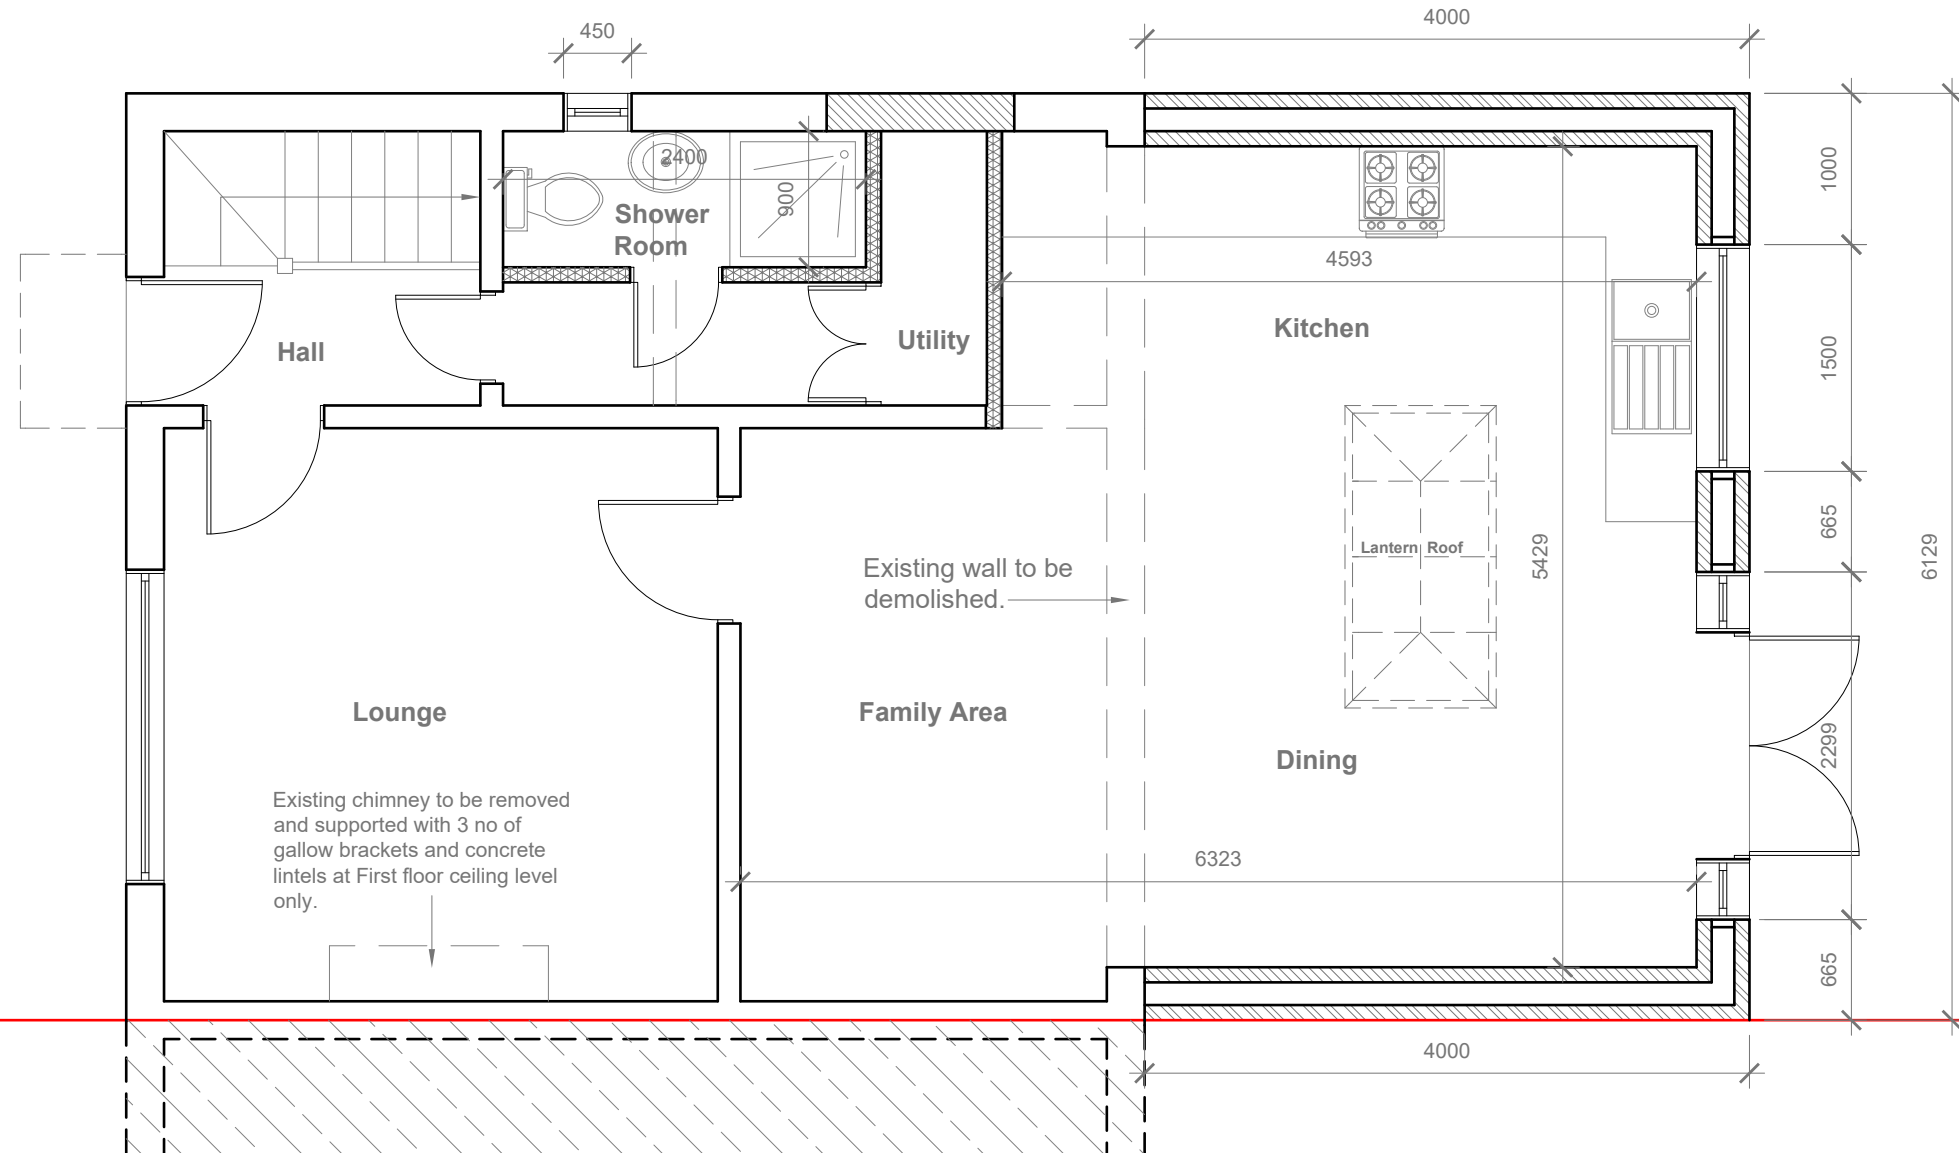 4000
450
2400
900
1000
Shower
Room
4593
Kitchen
Utility
Hall
1500
665
Lantern Roof
5429
6129
Existing wall to be
demolished.
Lounge
Family Area
Dining
2299
Existing chimney to be removed
and supported with 3 no of
gallow brackets and concrete
lintels at First floor ceiling level
only.
6323
665
4000